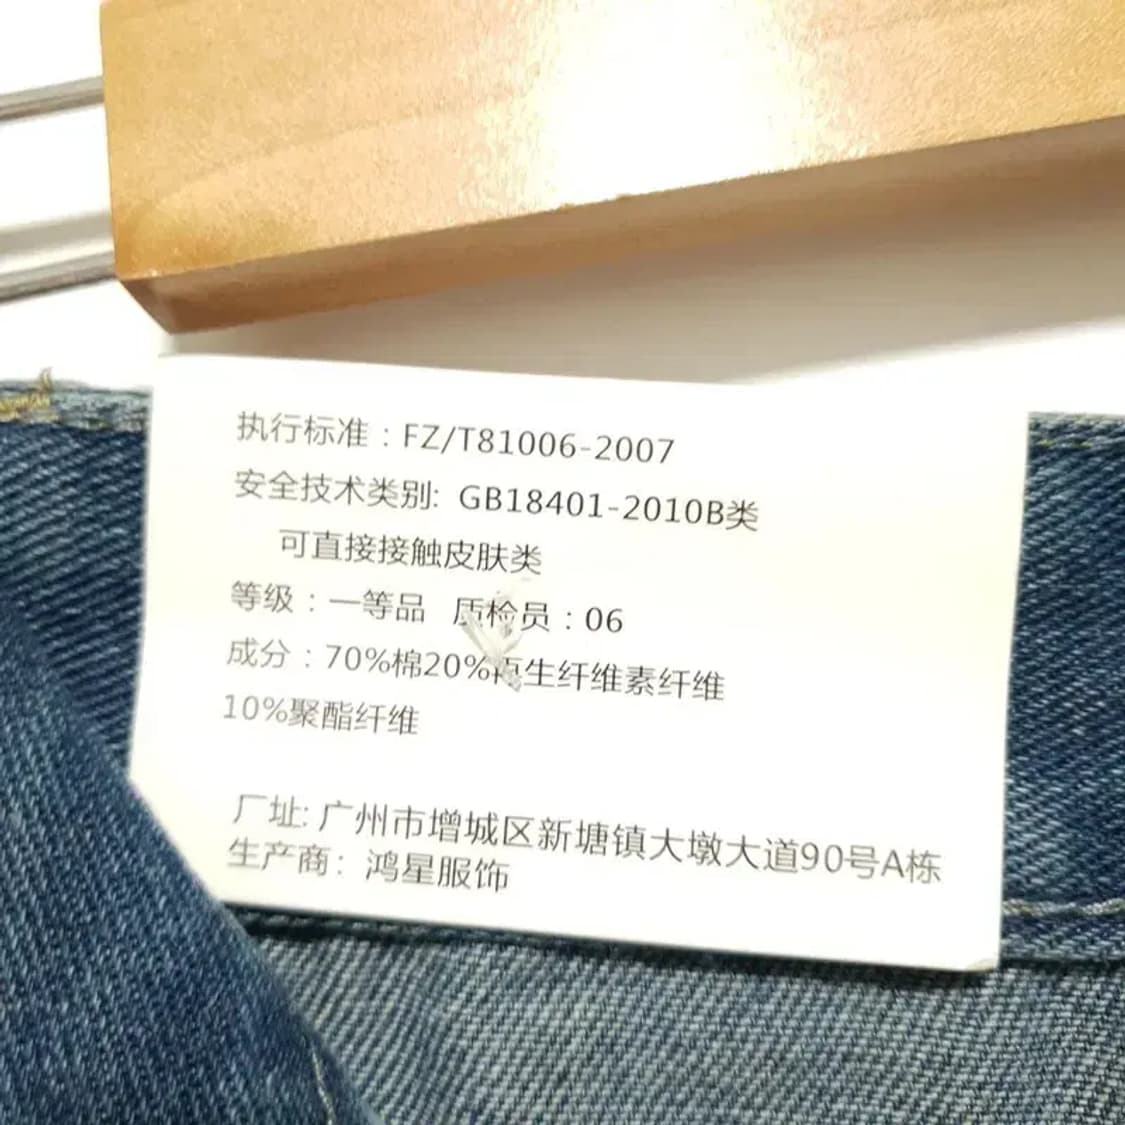 执行标准：FZ/T81006-2007
安全技术类别: GB18401-2010B类
可直接接触皮肤类
等级：一等品 质检员：06
成分：70%棉20%再生纤维素纤维
10%聚酯纤维
厂址: 广州市增城区新塘镇大墩大道90号A栋
生产商: 鸿星服饰